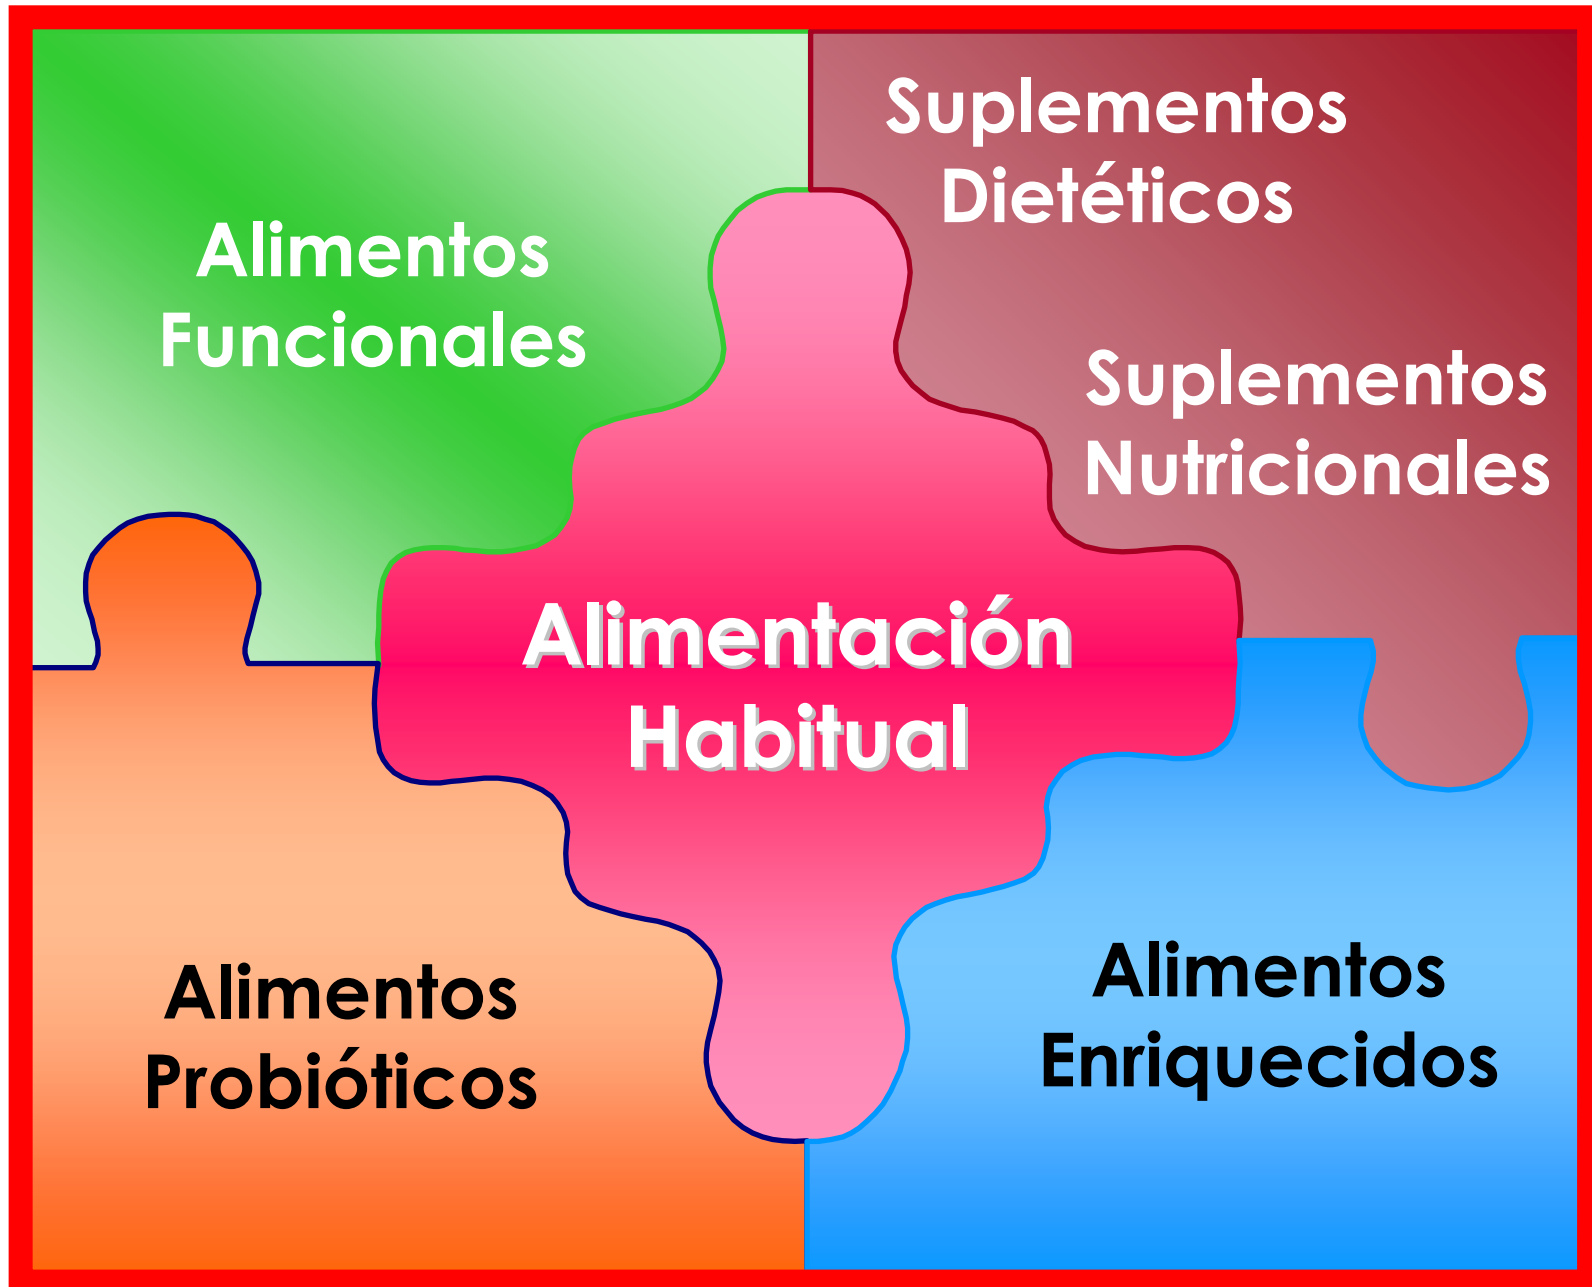 Alimentos
Funcionales
Suplementos
Dietéticos
Suplementos
Nutricionales
Alimentación
Habitual
Alimentos
Probióticos
Alimentos
Enriquecidos